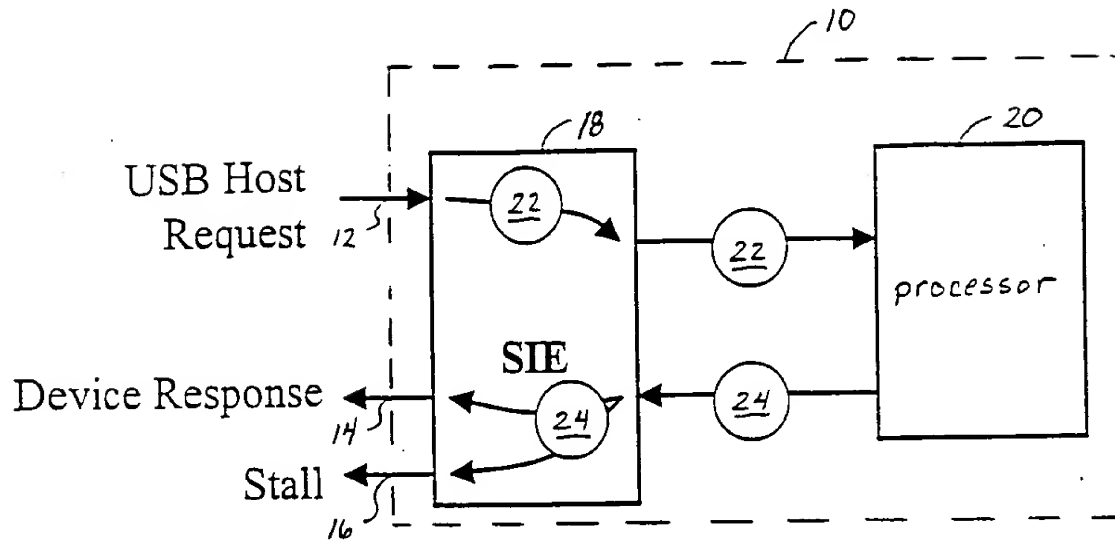 10
18
20
USB Host
Request
12
22
22
processor
SIE
Device Response
14
24
24
Stall
16